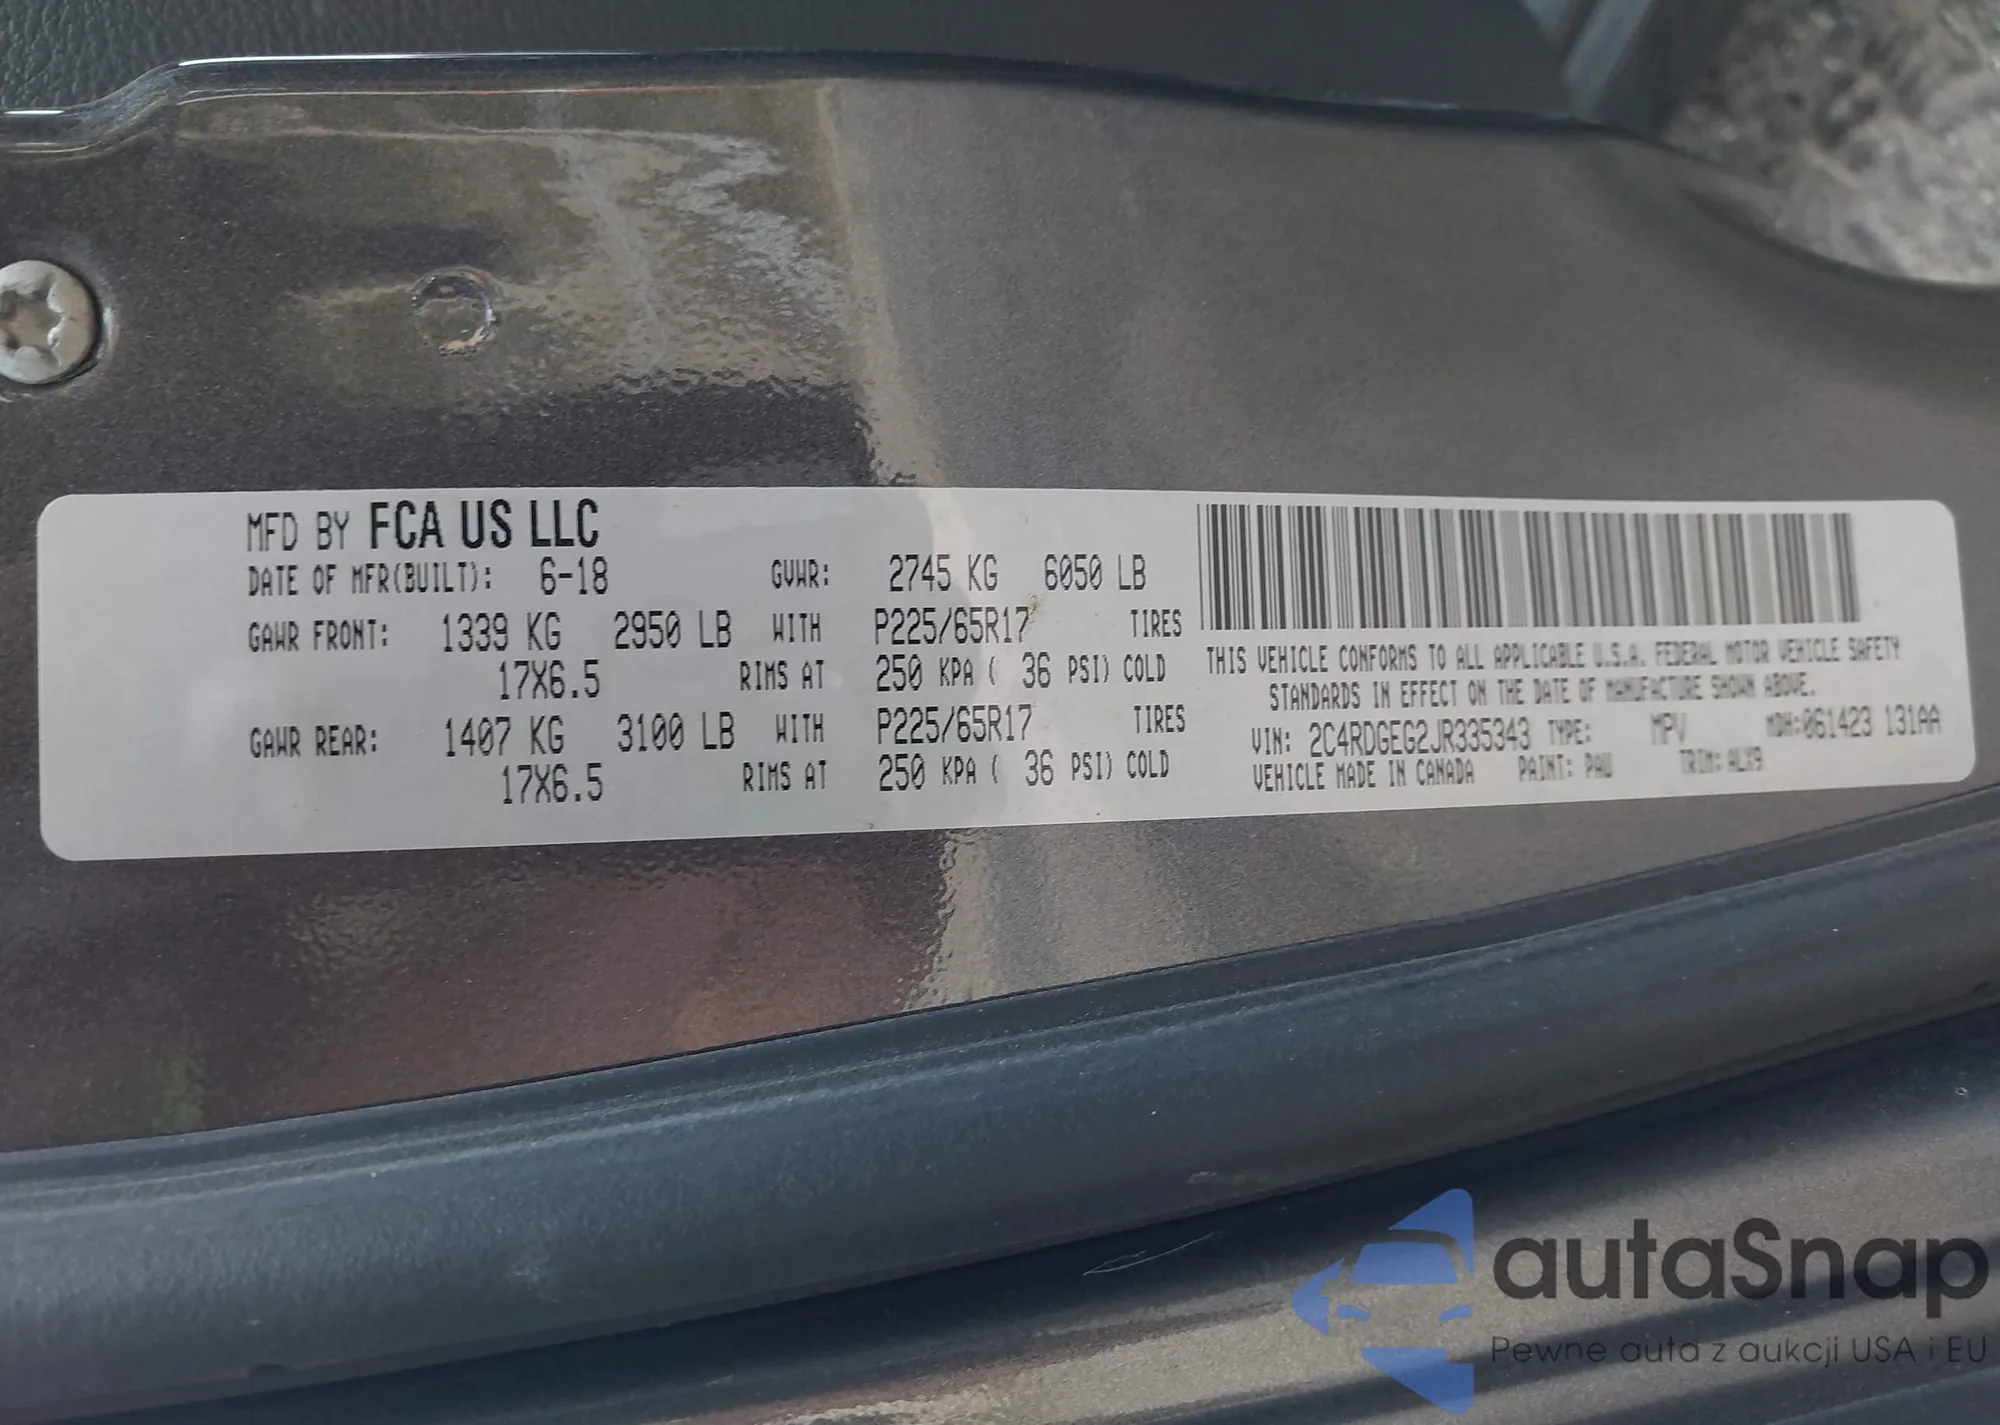 MFD BY FCA US LLC
DATE OF MFR(BUILT): 6-18 GVWR: 2745 KG 6050 LB
GAWR FRONT: 1339 KG 2950 LB WITH P225/65R17 TIRES
17X6.5 RIMS AT 250 KPA ( 36 PSI) COLD
GAWR REAR: 1407 KG 3100 LB WITH P225/65R17 TIRES
17X6.5 RIMS AT 250 KPA ( 36 PSI) COLD
THIS VEHICLE CONFORMS TO ALL APPLICABLE U.S.A. FEDERAL MOTOR VEHICLE SAFETY
STANDARDS IN EFFECT ON THE DATE OF MANUFACTURE SHOWN ABOVE.
VIN: 2C4RDGEG2JR335343 TYPE: MPV MDH:061423 131AA
VEHICLE MADE IN CANADA PAINT: PAU TRIM: ALX9
autaSnap
Pewne auta z aukcji USA i EU